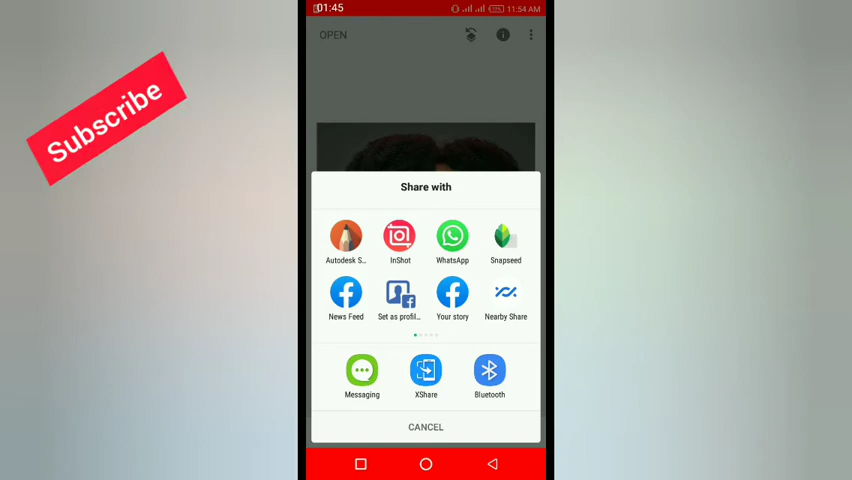 01:45
11:54 AM
OPEN
Subscribe
Share with
Autodesk S..
InShot
WhatsApp
Snapseed
News Feed
Set as profil...
Your story
Nearby Share
Messaging
XShare
Bluetooth
CANCEL